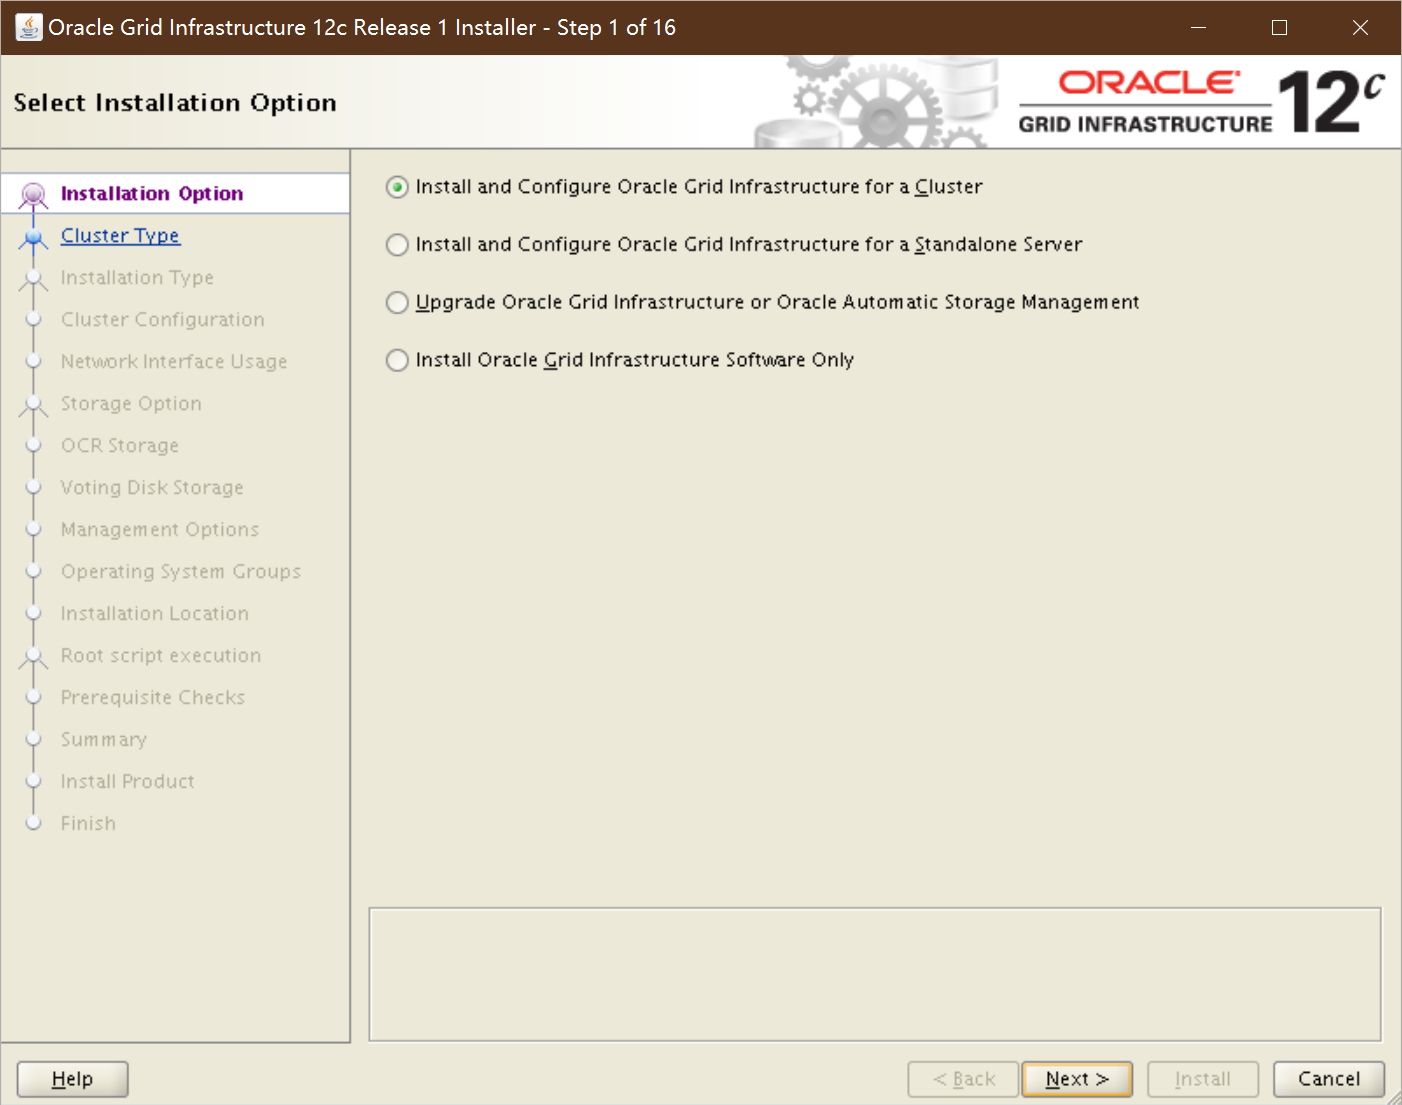 Oracle Grid Infrastructure 12c Release 1 Installer - Step 1 of 16
Select Installation Option
ORACLE®
GRID INFRASTRUCTURE
12c
Installation Option
Cluster Type
Installation Type
Cluster Configuration
Network Interface Usage
Storage Option
OCR Storage
Voting Disk Storage
Management Options
Operating System Groups
Installation Location
Root script execution
Prerequisite Checks
Summary
Install Product
Finish
Install and Configure Oracle Grid Infrastructure for a Cluster
Install and Configure Oracle Grid Infrastructure for a Standalone Server
Upgrade Oracle Grid Infrastructure or Oracle Automatic Storage Management
Install Oracle Grid Infrastructure Software Only
Help
< Back
Next >
Install
Cancel